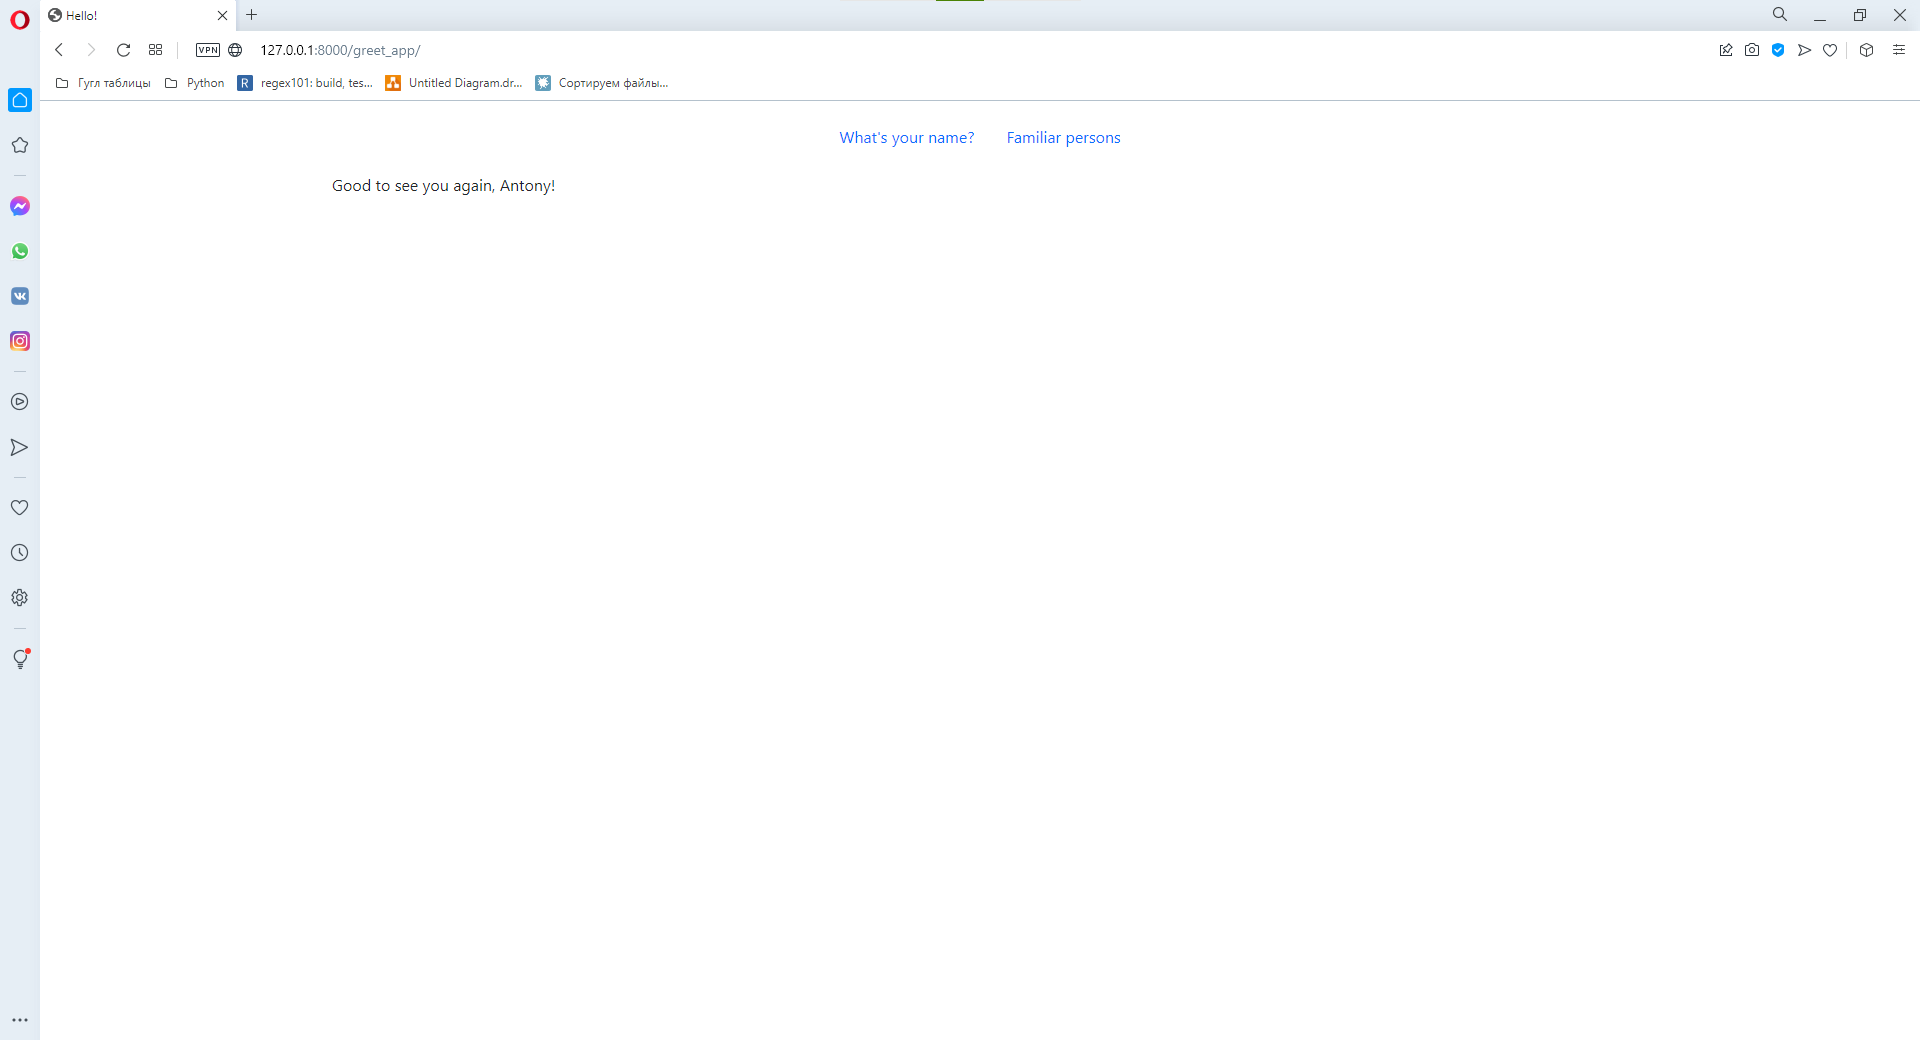 Hello!
VPN
127.0.0.1:8000/greet_app/
Гугл таблицы Python R regex101: build, tes... Untitled Diagram.dr... Сортируем файлы...
What's your name? Familiar persons
Good to see you again, Antony!